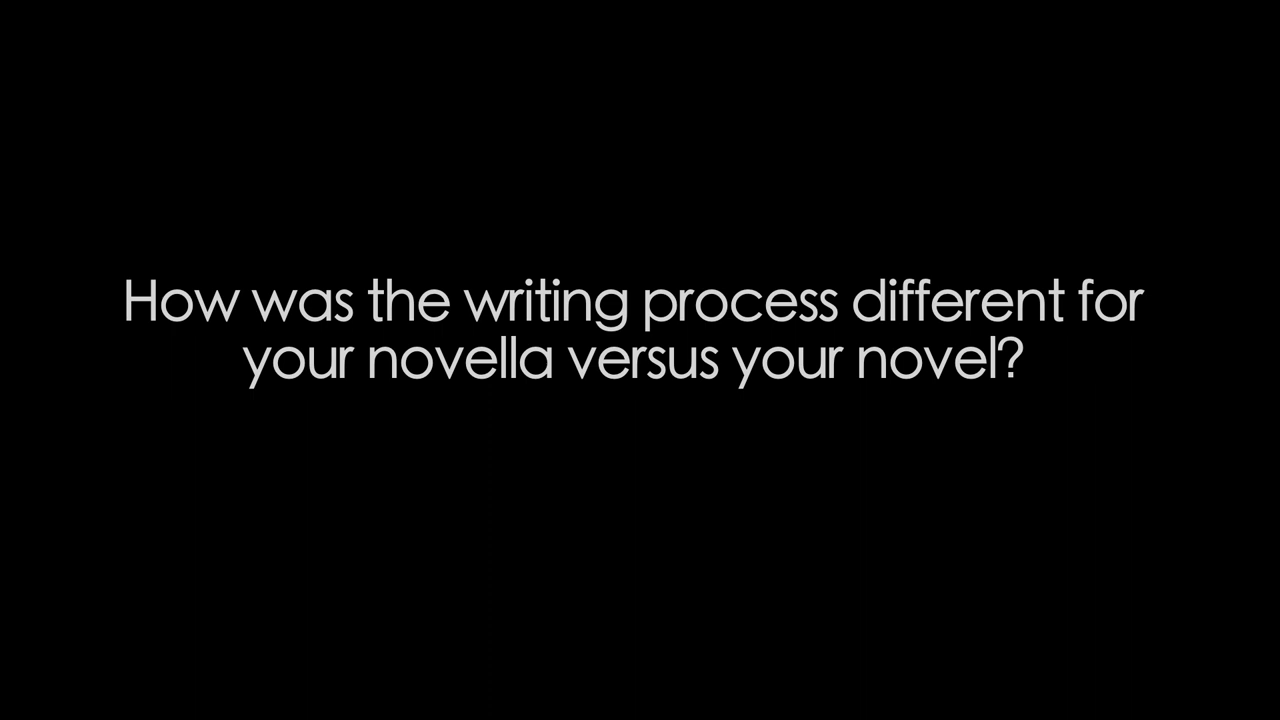 How was the writing process different for
your novella versus your novel?